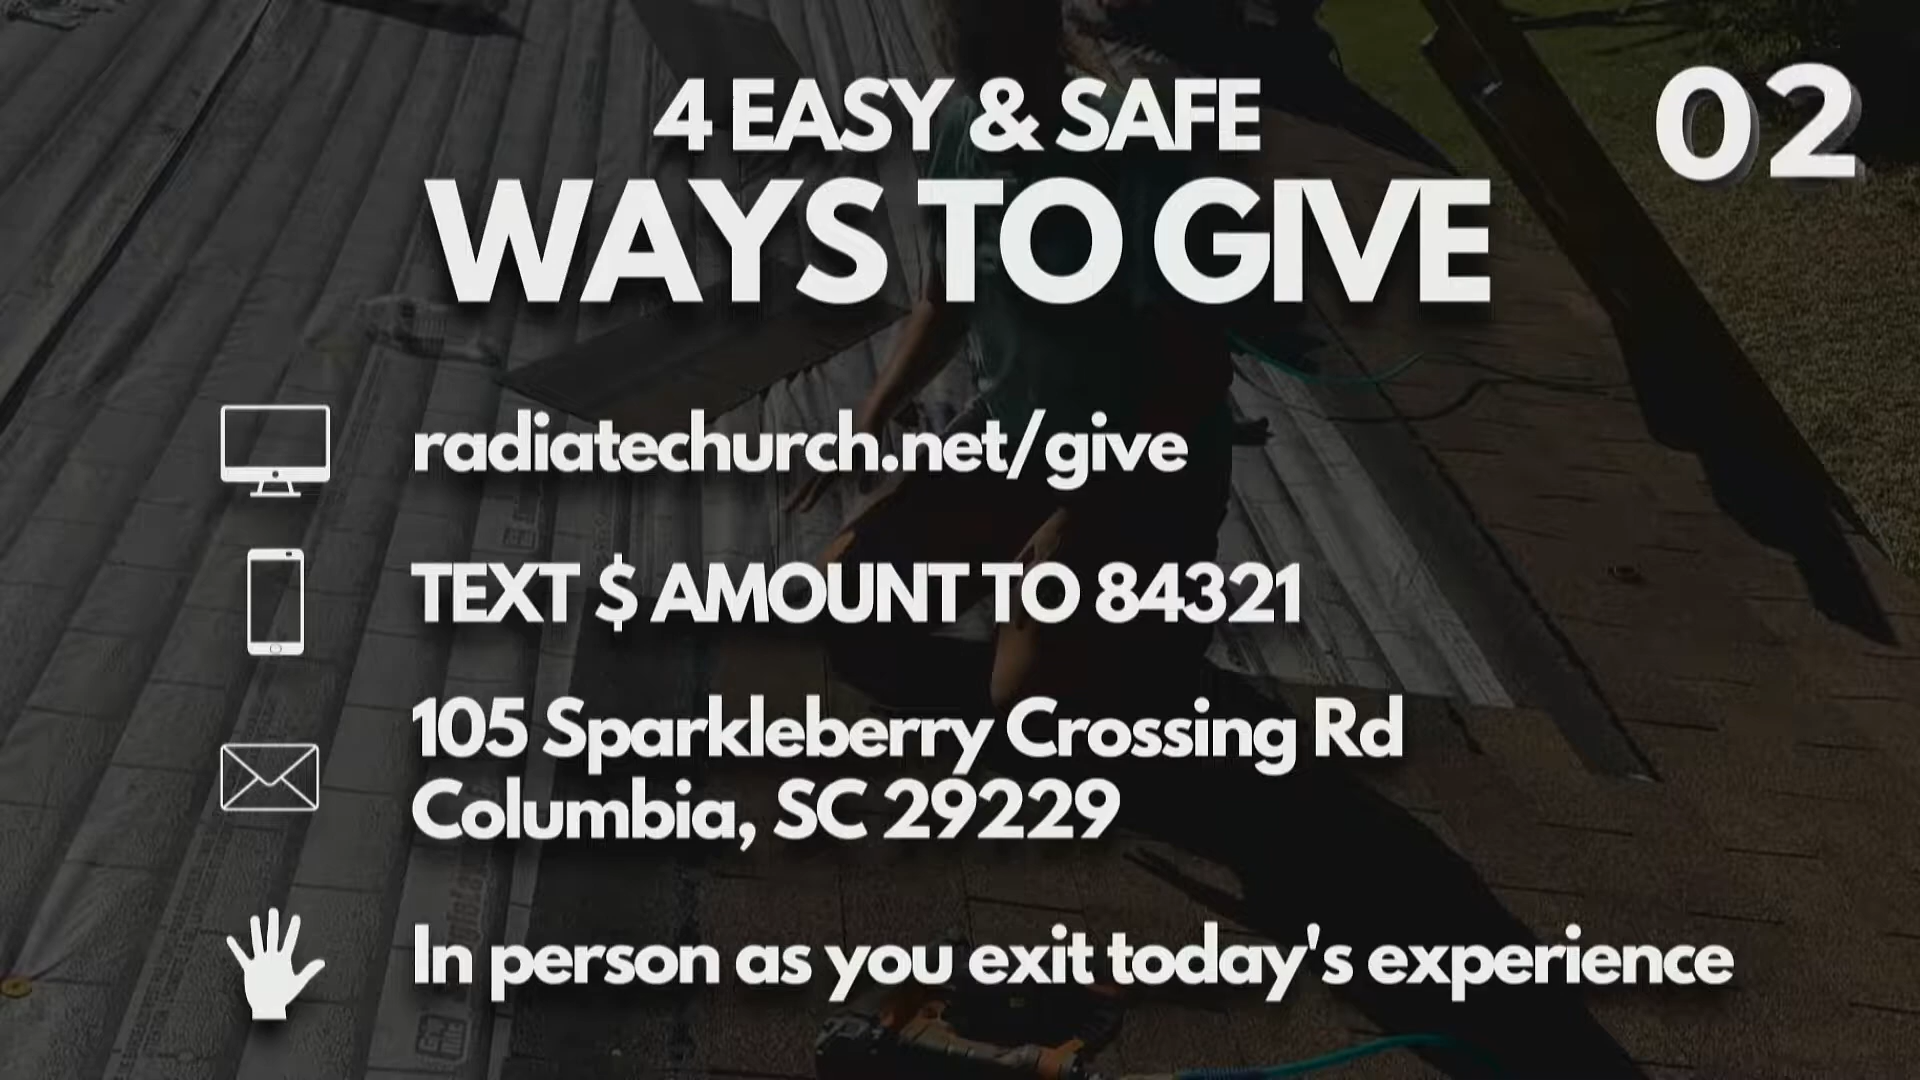 4 EASY & SAFE
02
WAYS TO GIVE
radiatechurch.net/give
TEXT $ AMOUNT TO 84321
105 Sparkleberry Crossing Rd
Columbia, SC 29229
In person as you exit today's experience